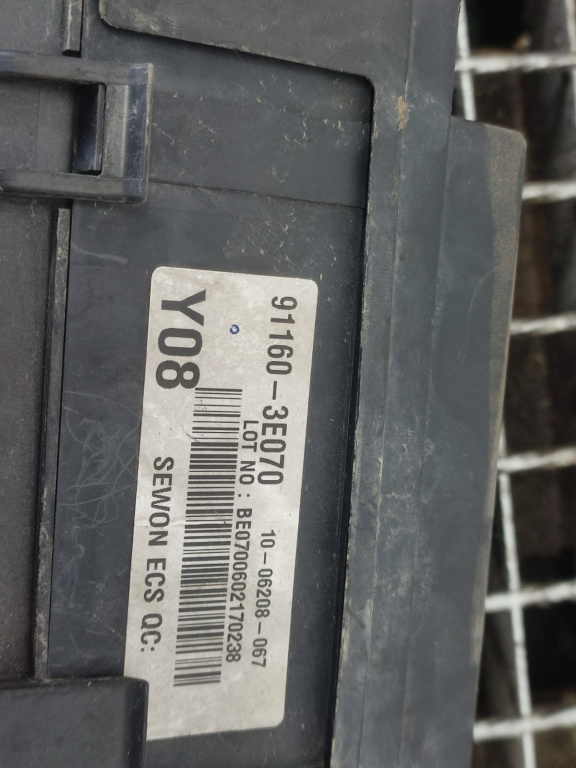 91160-3E070 10-06208-067
LOT NO: BE0700602170238
Y08
SEWON ECS QC: